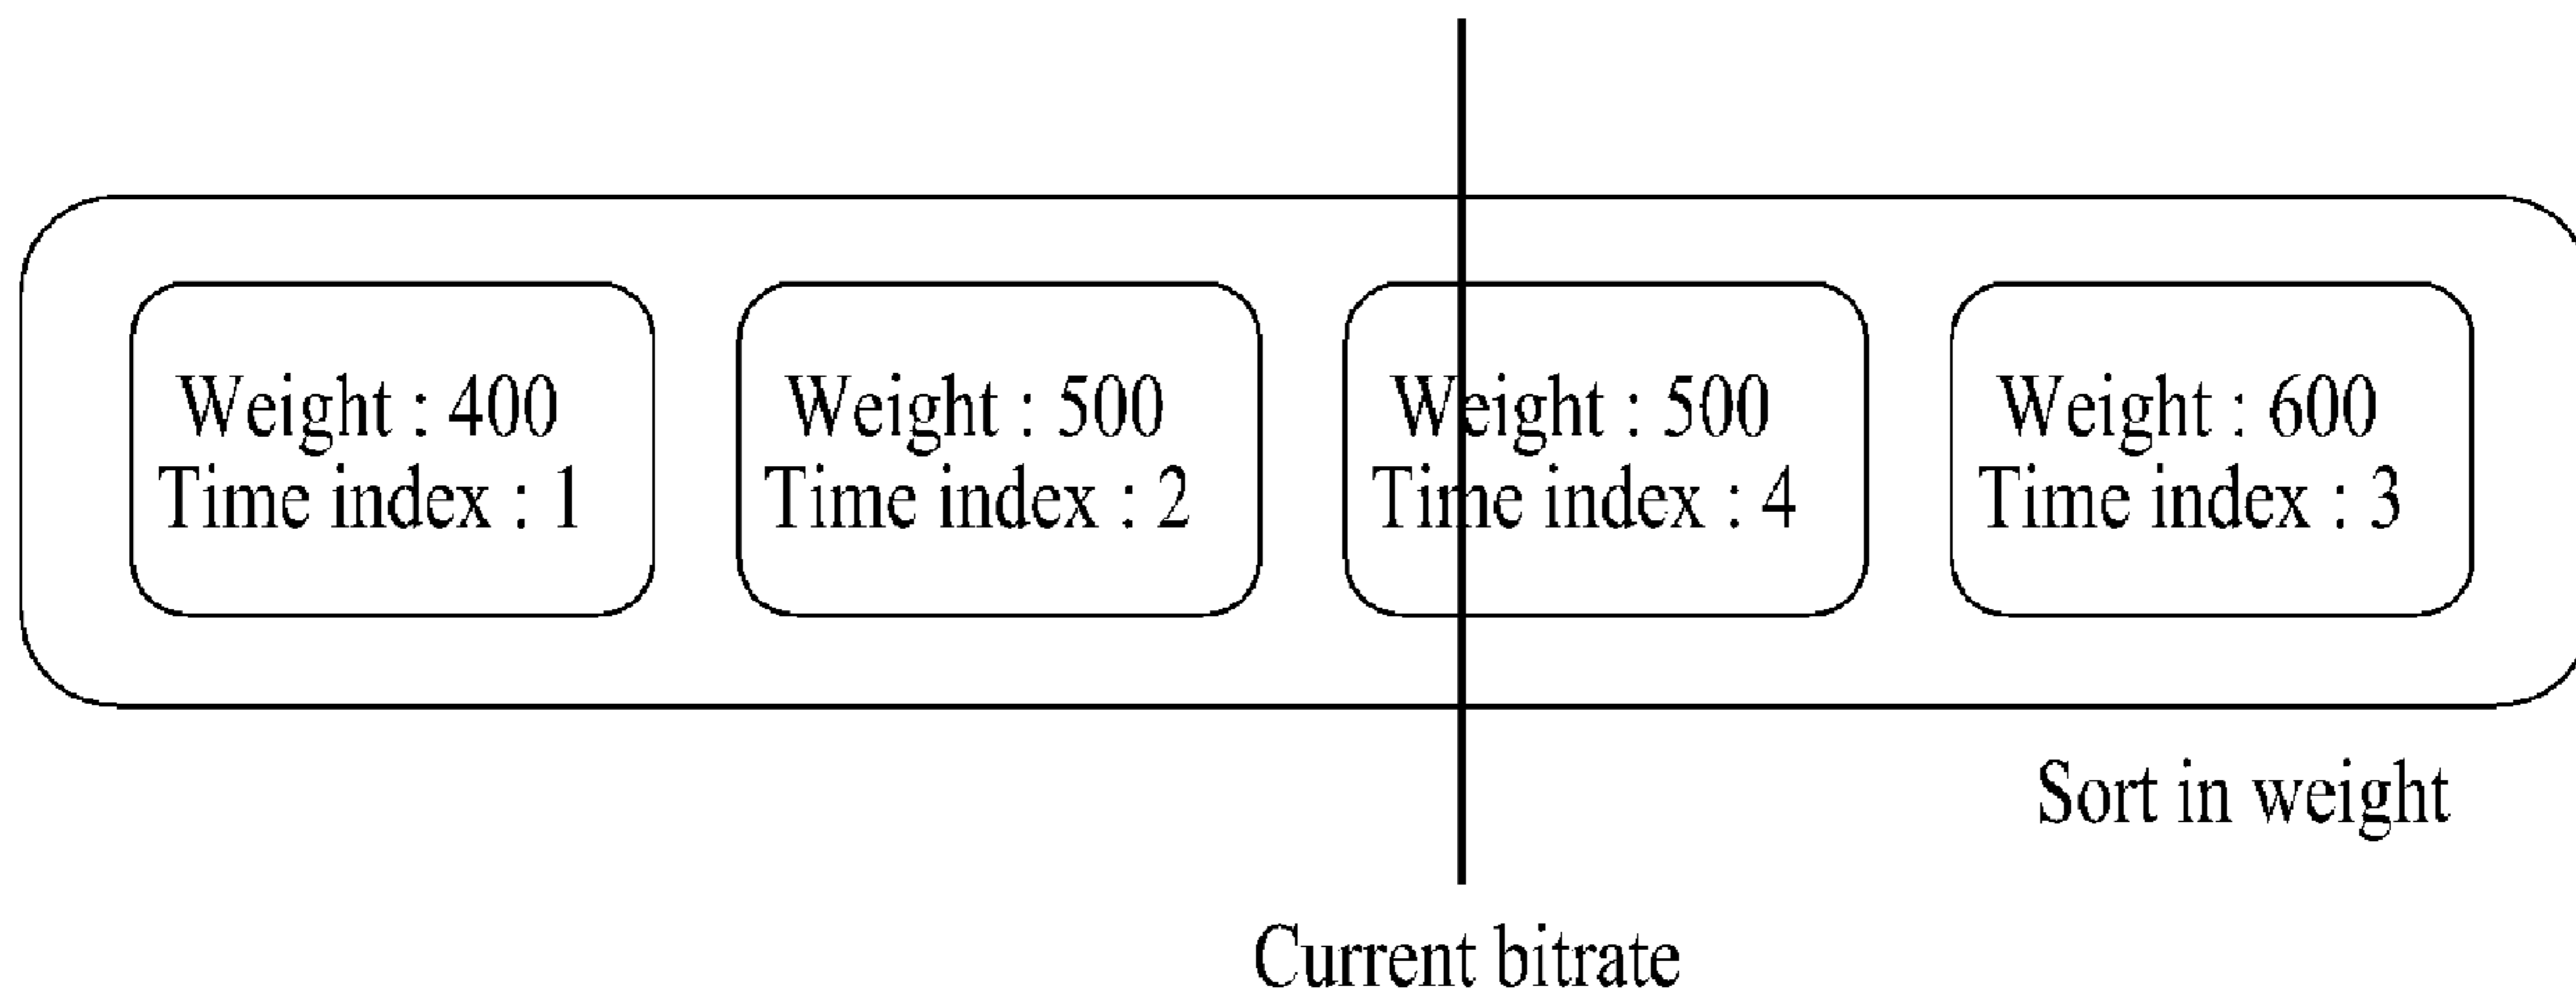 Weight : 400
Time index : 1
Weight : 500
Time index : 2
Weight : 500
Time index : 4
Weight : 600
Time index : 3
Sort in weight
Current bitrate